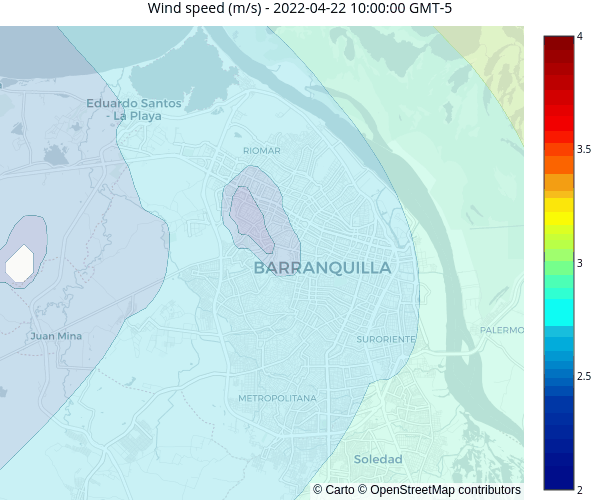 Wind speed (m/s) - 2022-04-22 10:00:00 GMT-5
Eduardo Santos
- La Playa
RIOMAR
BARRANQUILLA
Juan Mina
SURORIENTE
PALERMO
METROPOLITANA
Soledad
© Carto © OpenStreetMap contributors
4
3.5
3
2.5
2